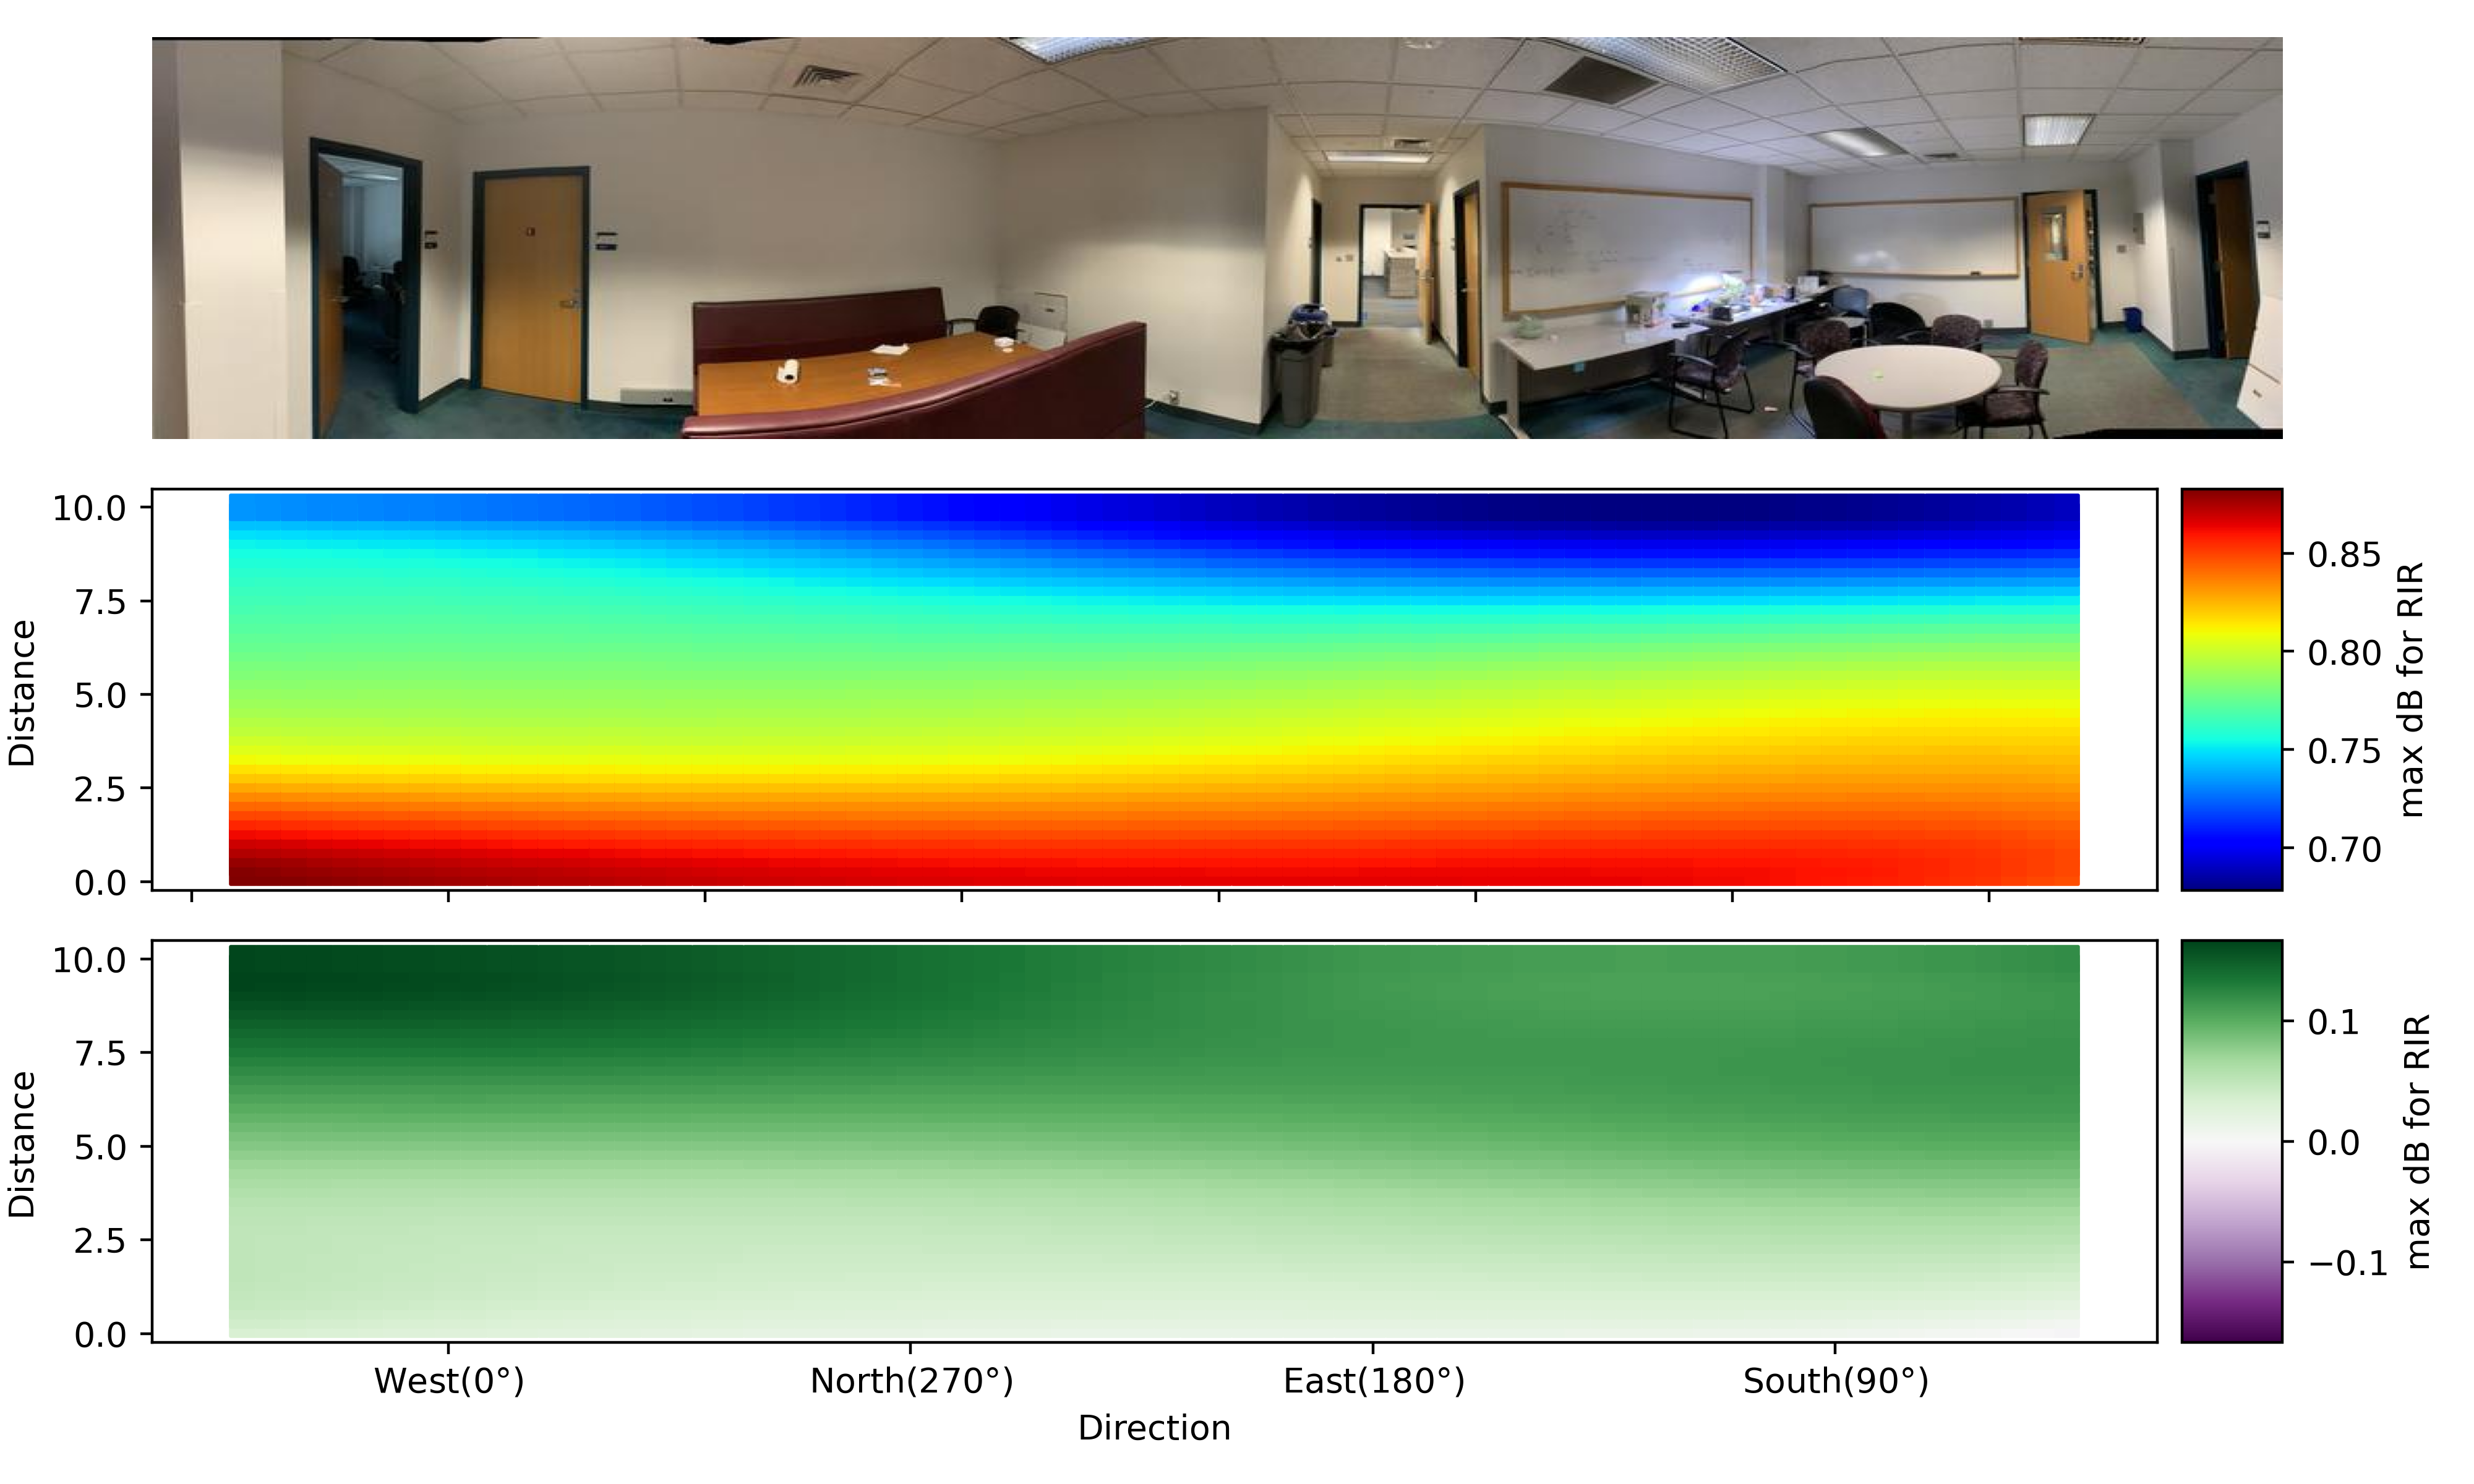 10.0
7.5
5.0
2.5
0.0
Distance
0.85
0.80
0.75
0.70
max dB for RIR
10.0
7.5
5.0
2.5
0.0
Distance
0.1
0.0
−0.1
max dB for RIR
West(0°) North(270°) East(180°) South(90°)
Direction